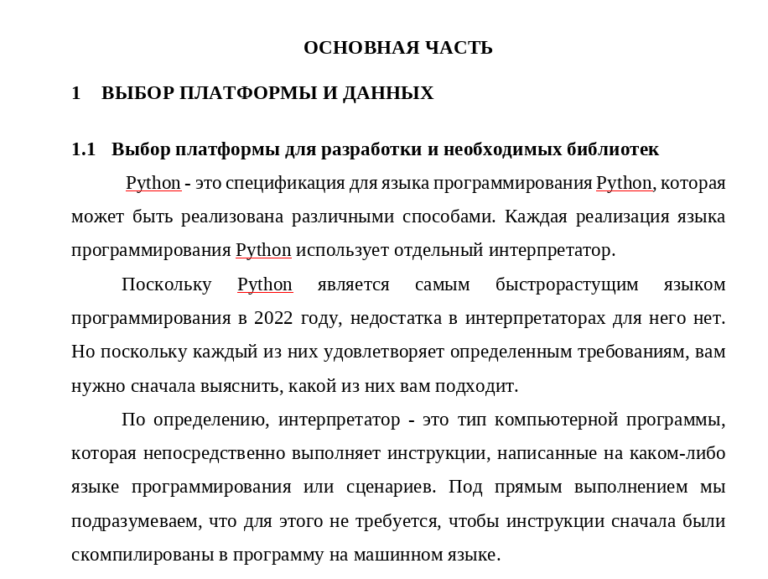 ОСНОВНАЯ ЧАСТЬ
1 ВЫБОР ПЛАТФОРМЫ И ДАННЫХ
1.1 Выбор платформы для разработки и необходимых библиотек
Python - это спецификация для языка программирования Python, которая
может быть реализована различными способами. Каждая реализация языка
программирования Python использует отдельный интерпретатор.
Поскольку Python является самым быстрорастущим языком
программирования в 2022 году, недостатка в интерпретаторах для него нет.
Но поскольку каждый из них удовлетворяет определенным требованиям, вам
нужно сначала выяснить, какой из них вам подходит.
По определению, интерпретатор - это тип компьютерной программы,
которая непосредственно выполняет инструкции, написанные на каком-либо
языке программирования или сценариев. Под прямым выполнением мы
подразумеваем, что для этого не требуется, чтобы инструкции сначала были
скомпилированы в программу на машинном языке.